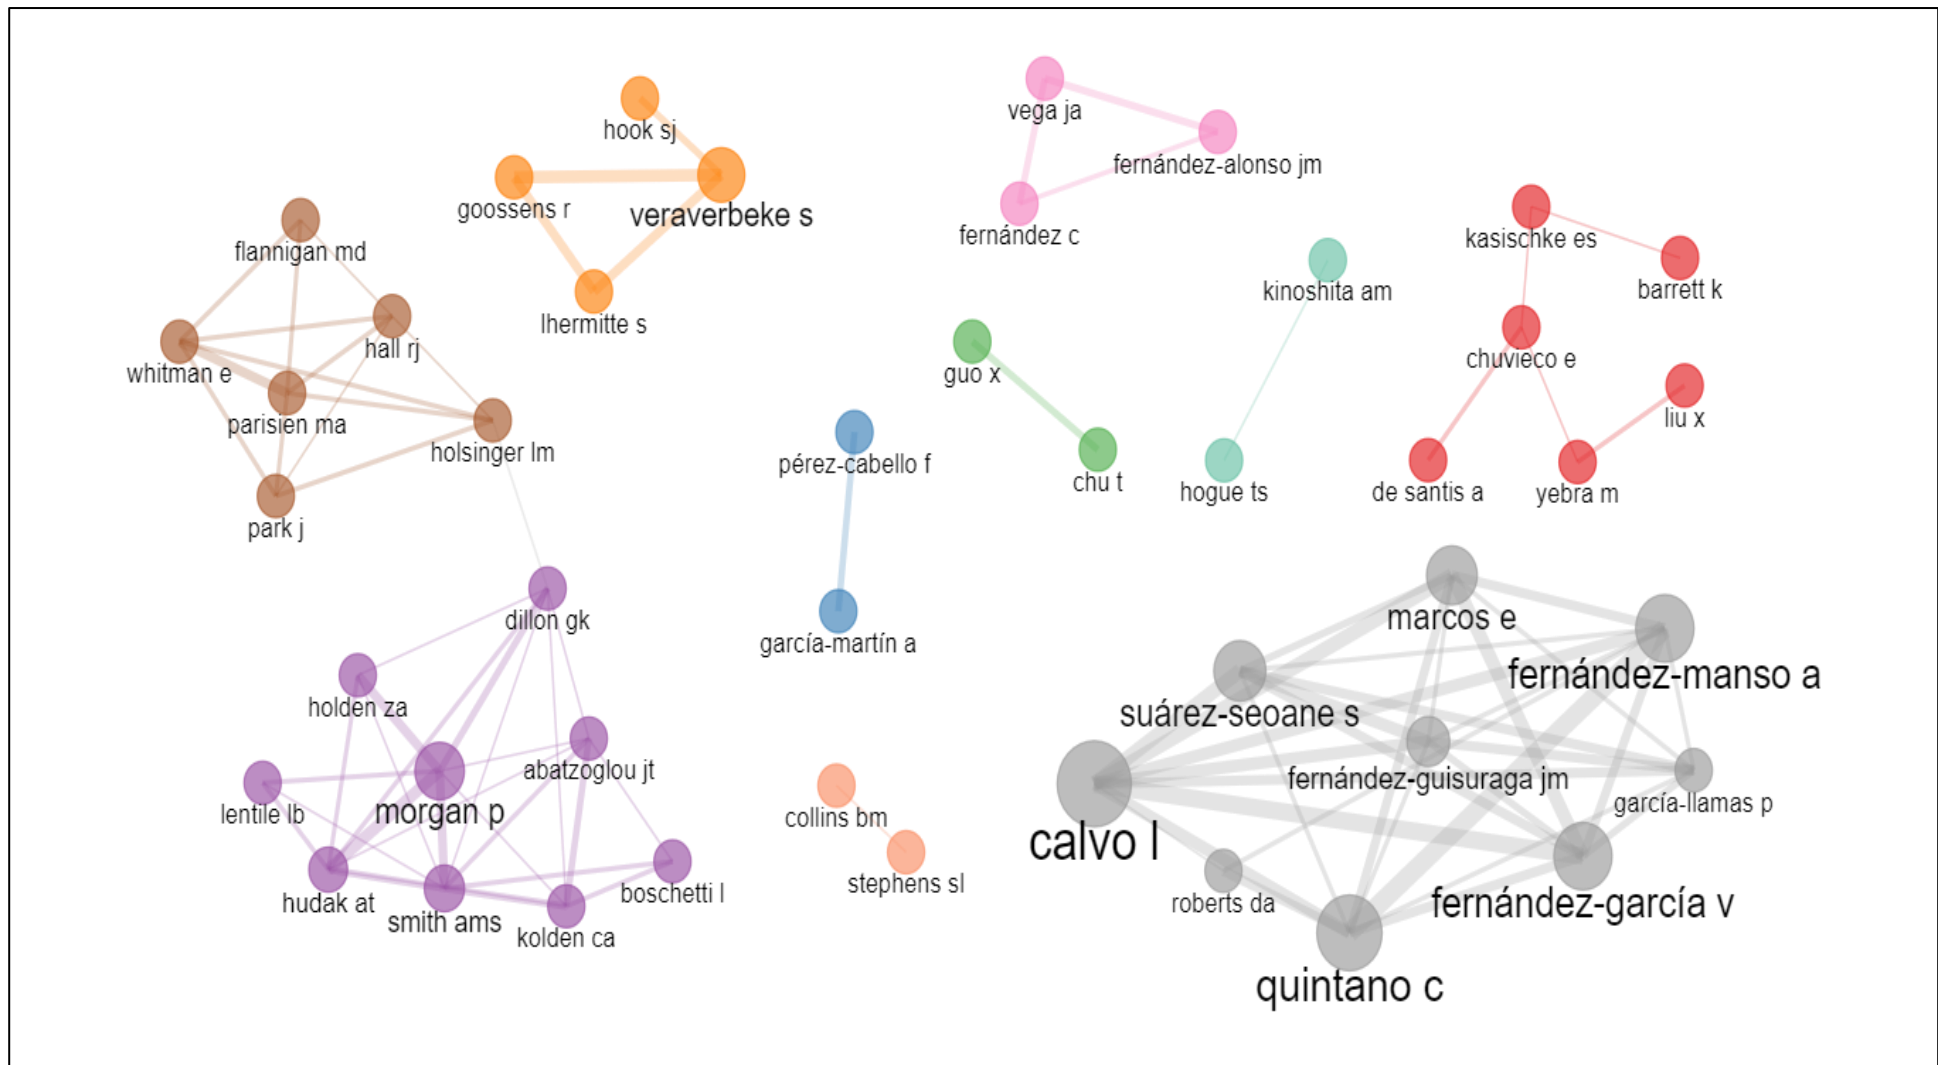 vega ja
hook sj
fernández-alonso jm
goossens r
veraverbeke s
fernández c
kasischke es
flannigan md
kinoshita am
barrett k
lhermitte s
hall rj
whitman e
guo x
chuvieco e
liu x
parisien ma
holsinger lm
pérez-cabello f
chu t
hogue ts
de santis a
yebra m
park j
dillon gk
marcos e
garcía-martín a
fernández-manso a
holden za
suárez-seoane s
abatzoglou jt
fernández-guisuraga jm
lentile lb
morgan p
collins bm
garcía-llamas p
calvo l
stephens sl
boschetti l
hudak at
smith ams
roberts da
fernández-garcía v
kolden ca
quintano c